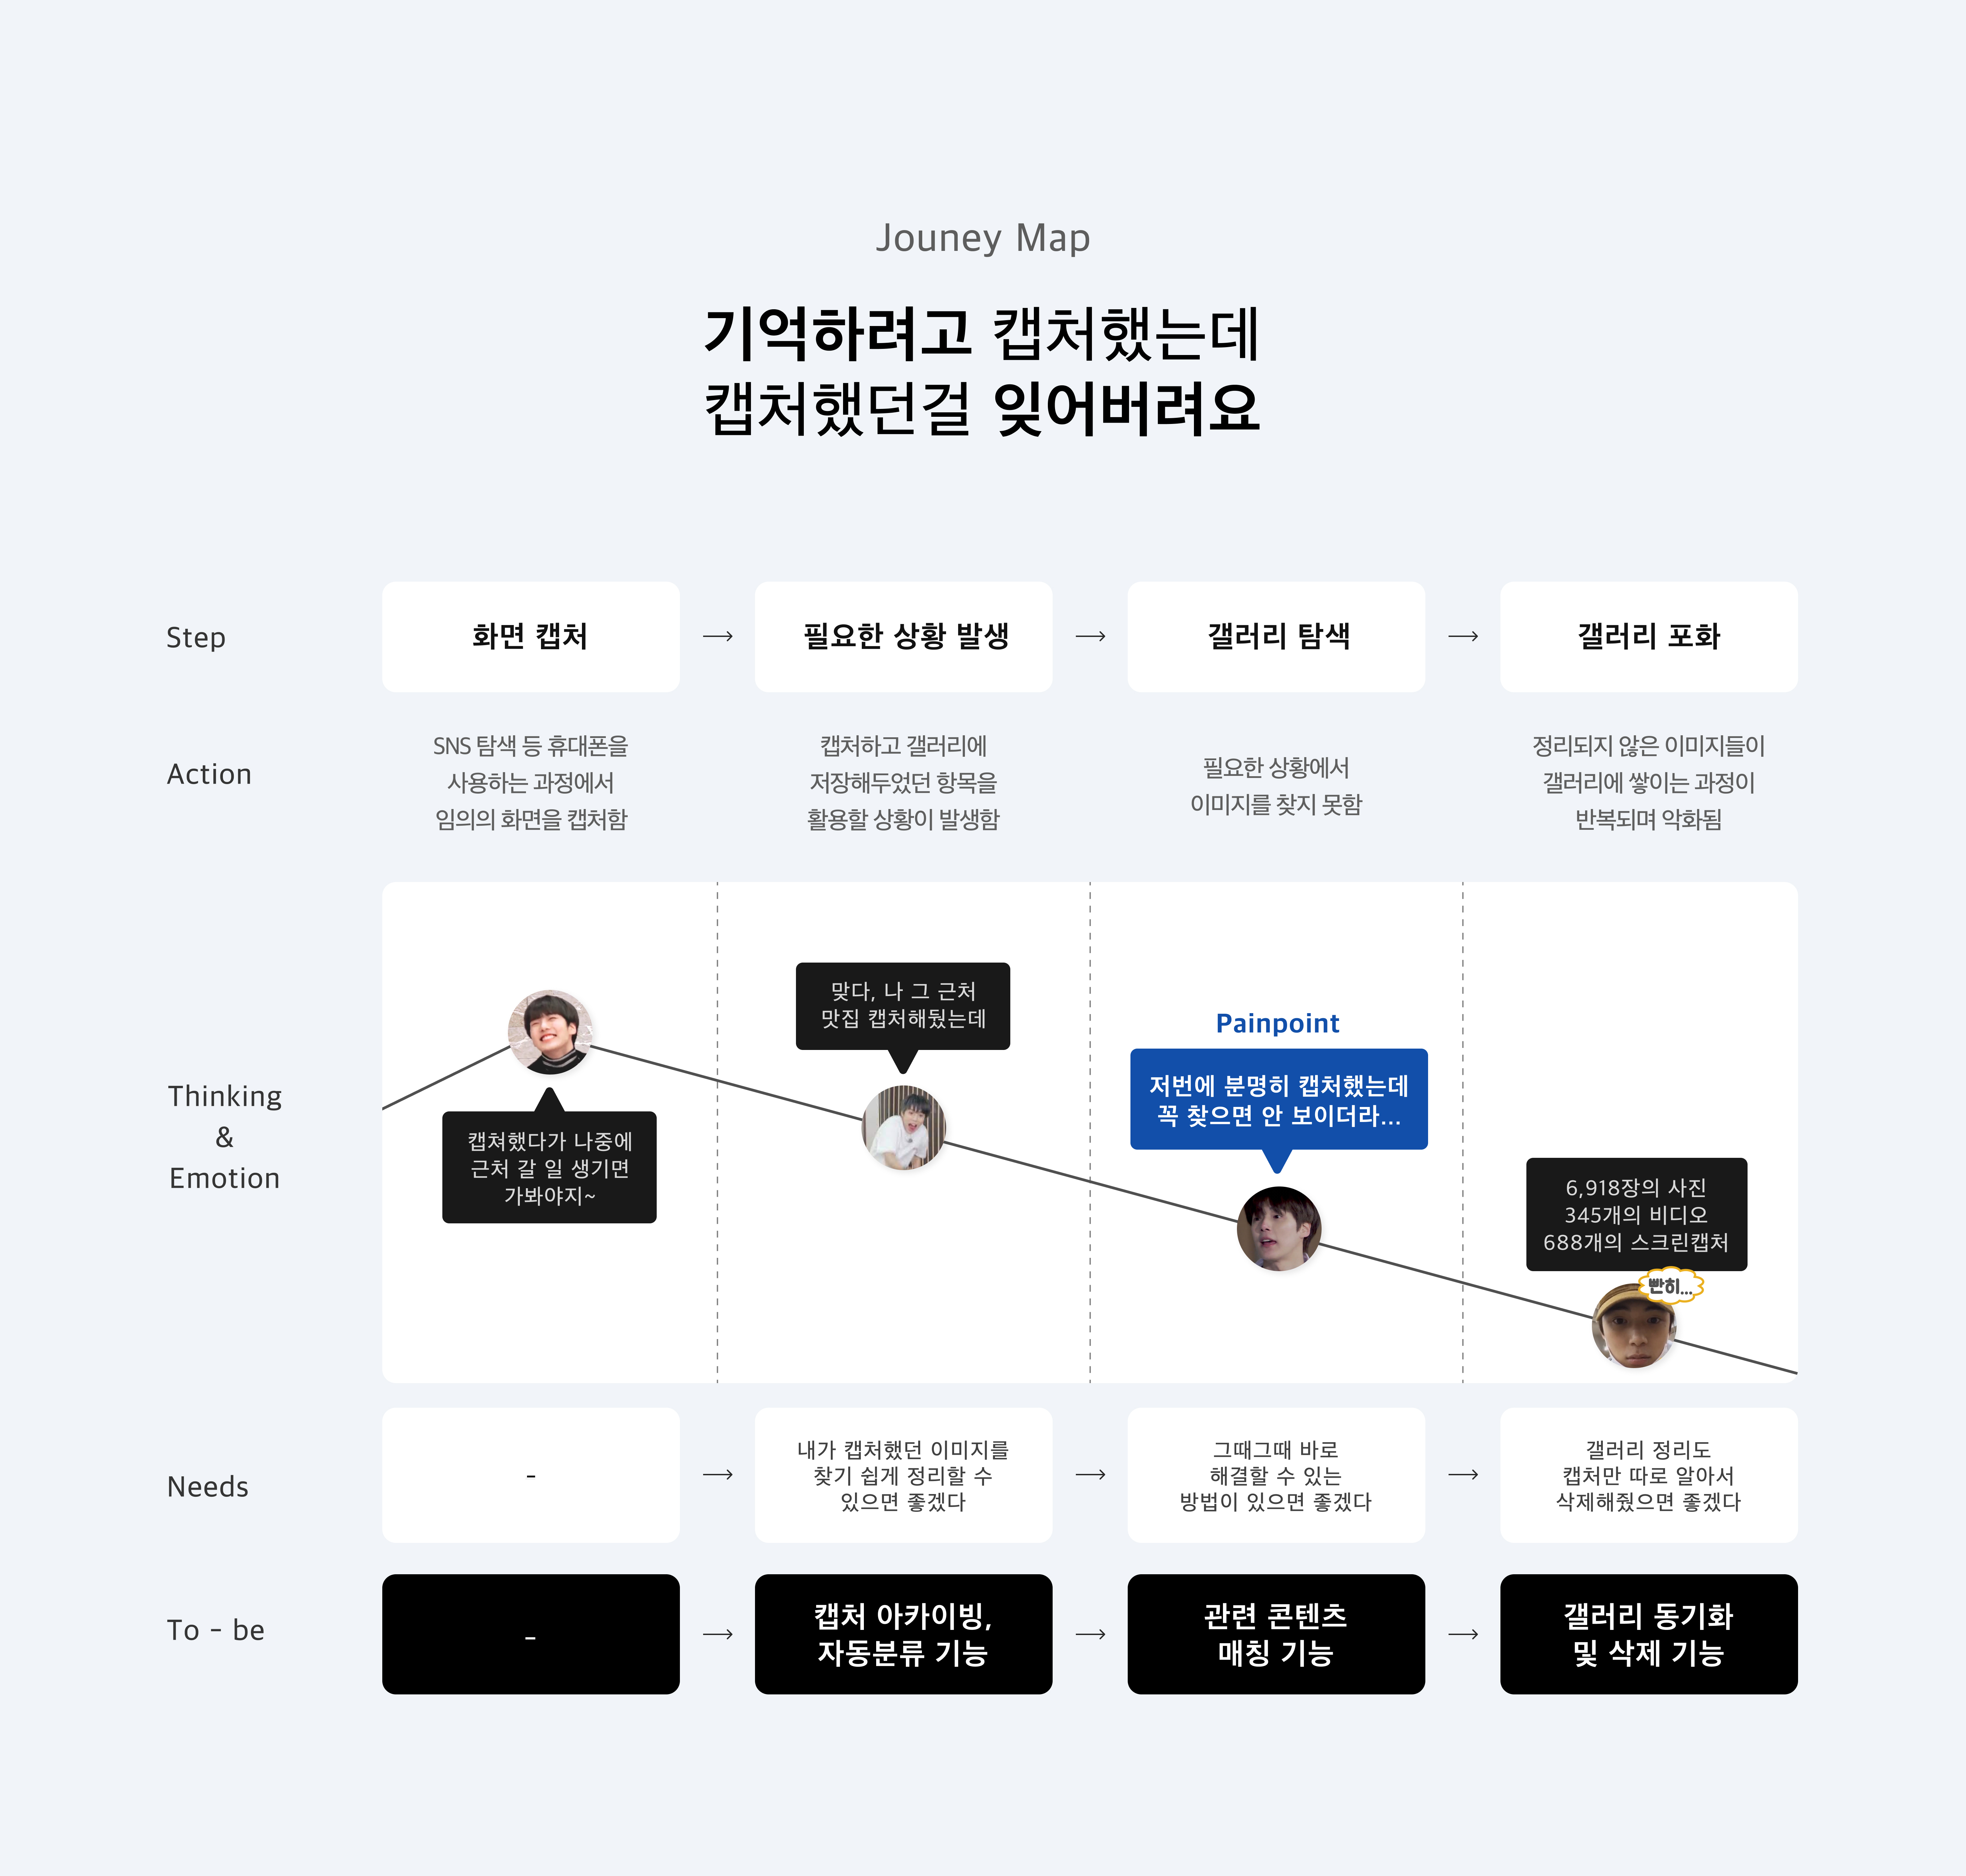 Jouney Map
기억하려고 캡처했는데
캡처했던걸 잊어버려요
Step
화면 캡처
→
필요한 상황 발생
→
갤러리 탐색
→
갤러리 포화
Action
SNS 탐색 등 휴대폰을
사용하는 과정에서
임의의 화면을 캡처함
캡처하고 갤러리에
저장해두었던 항목을
활용할 상황이 발생함
필요한 상황에서
이미지를 찾지 못함
정리되지 않은 이미지들이
갤러리에 쌓이는 과정이
반복되며 악화됨
Thinking
&
Emotion
캡쳐했다가 나중에
근처 갈 일 생기면
가봐야지~
맞다, 나 그 근처
맛집 캡처해뒀는데
Painpoint
저번에 분명히 캡처했는데
꼭 찾으면 안 보이더라...
6,918장의 사진
345개의 비디오
688개의 스크린캡처
빤히...
Needs
-
→
내가 캡처했던 이미지를
찾기 쉽게 정리할 수
있으면 좋겠다
→
그때그때 바로
해결할 수 있는
방법이 있으면 좋겠다
→
갤러리 정리도
캡처만 따로 알아서
삭제해줬으면 좋겠다
To - be
-
→
캡처 아카이빙,
자동분류 기능
→
관련 콘텐츠
매칭 기능
→
갤러리 동기화
및 삭제 기능